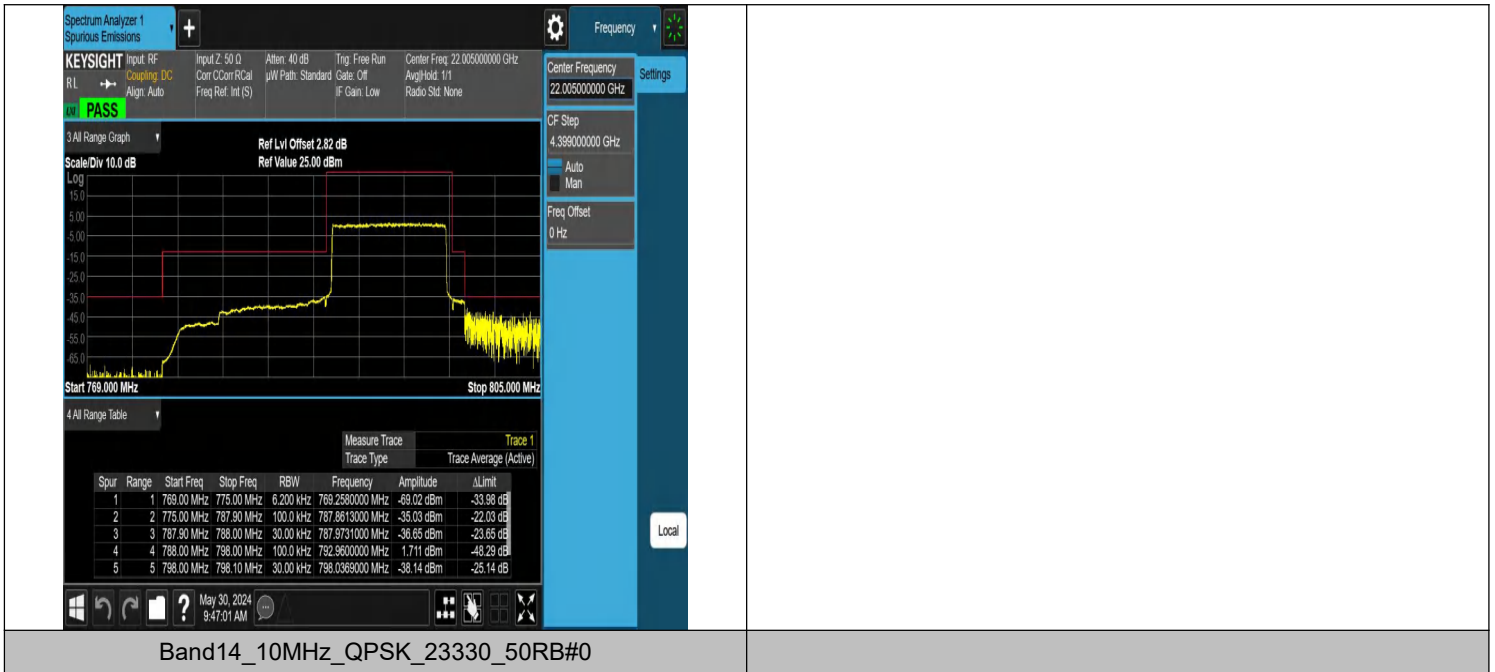 Spectrum Analyzer 1
Spurious Emissions
+
Frequency
KEYSIGHT Input: RF Input Z: 50 Ω Atten: 40 dB Trig: Free Run Center Freq: 22.005000000 GHz
RL Coupling: DC Corr CCorr RCal µW Path: Standard Gate: Off Avg|Hold: 1/1
Align: Auto Freq Ref: Int (S) IF Gain: Low Radio Std: None
PASS
Center Frequency
22.005000000 GHz
Settings
CF Step
4.399000000 GHz
Auto
Man
Freq Offset
0 Hz
3 All Range Graph
Ref Lvl Offset 2.82 dB
Scale/Div 10.0 dB Ref Value 25.00 dBm
Log
15.0
5.00
-5.00
-15.0
-25.0
-35.0
-45.0
-55.0
-65.0
Start 769.000 MHz Stop 805.000 MHz
4 All Range Table
Measure Trace Trace 1
Trace Type Trace Average (Active)
Spur Range Start Freq Stop Freq RBW Frequency Amplitude ΔLimit
1 1 769.00 MHz 775.00 MHz 6.200 kHz 769.2580000 MHz -69.02 dBm -33.98 dB
2 2 775.00 MHz 787.90 MHz 100.0 kHz 787.8613000 MHz -35.03 dBm -22.03 dB
3 3 787.90 MHz 788.00 MHz 30.00 kHz 787.9731000 MHz -36.65 dBm -23.65 dB
4 4 788.00 MHz 798.00 MHz 100.0 kHz 792.9600000 MHz 1.711 dBm -48.29 dB
5 5 798.00 MHz 798.10 MHz 30.00 kHz 798.0369000 MHz -38.14 dBm -25.14 dB
Local
?
May 30, 2024
9:47:01 AM
Band14_10MHz_QPSK_23330_50RB#0